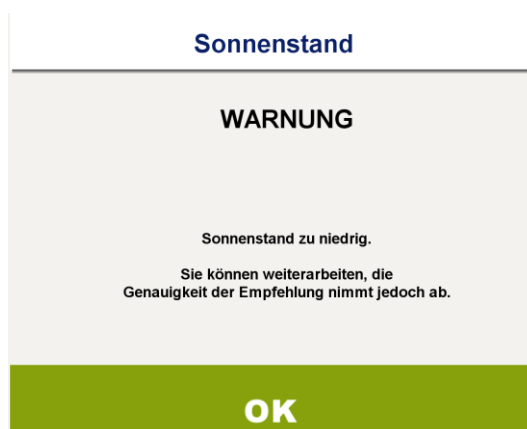 Sonnenstand
WARNUNG
Sonnenstand zu niedrig.
Sie können weiterarbeiten, die
Genauigkeit der Empfehlung nimmt jedoch ab.
OK